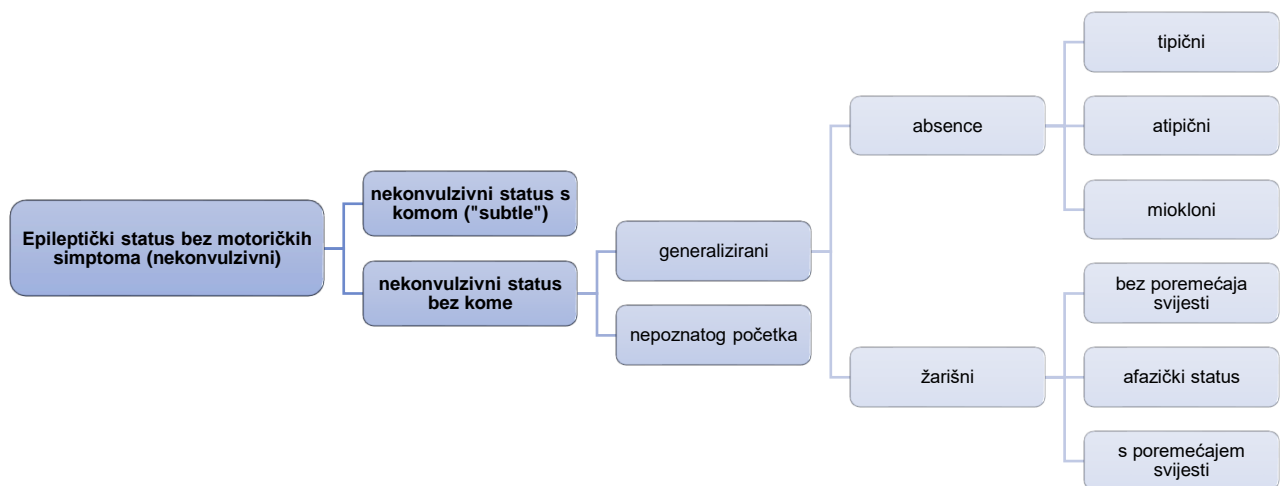 Epileptički status bez motoričkih
simptoma (nekonvulzivni)
nekonvulzivni status s
komom ("subtle")
nekonvulzivni status
bez kome
generalizirani
nepoznatog početka
absence
žarišni
tipični
atipični
miokloni
bez poremećaja
svijesti
afazički status
s poremećajem
svijesti